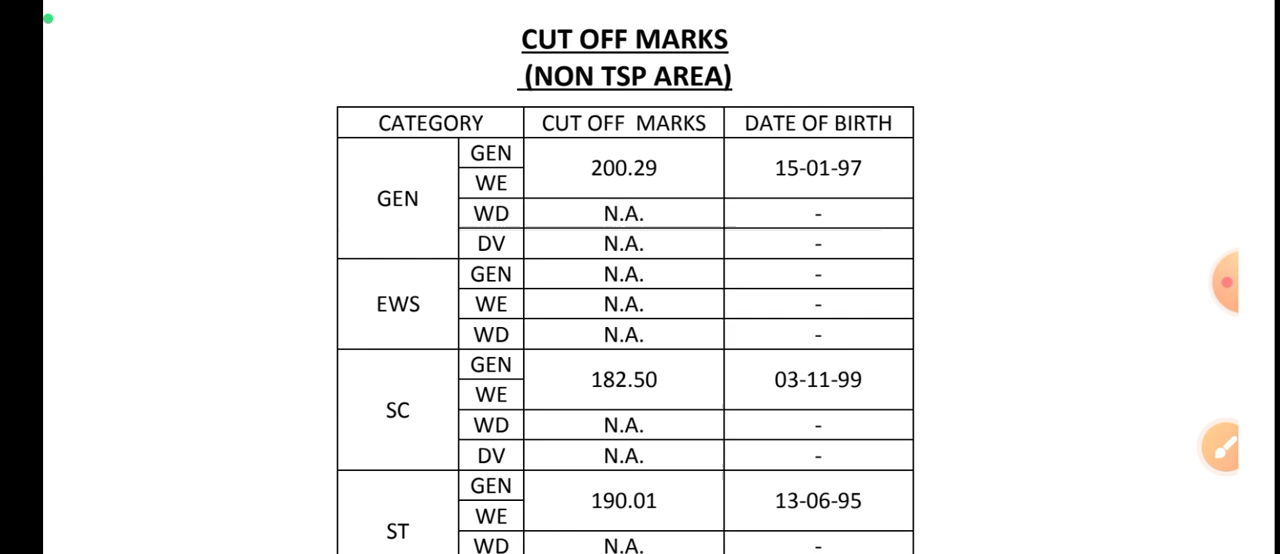 CUT OFF MARKS
(NON TSP AREA)
CATEGORY CUT OFF MARKS DATE OF BIRTH
GEN GEN 200.29 15-01-97
WE
WD N.A. -
DV N.A. -
EWS GEN N.A. -
WE N.A. -
WD N.A. -
SC GEN 182.50 03-11-99
WE
WD N.A. -
DV N.A. -
ST GEN 190.01 13-06-95
WE
WD N.A. -